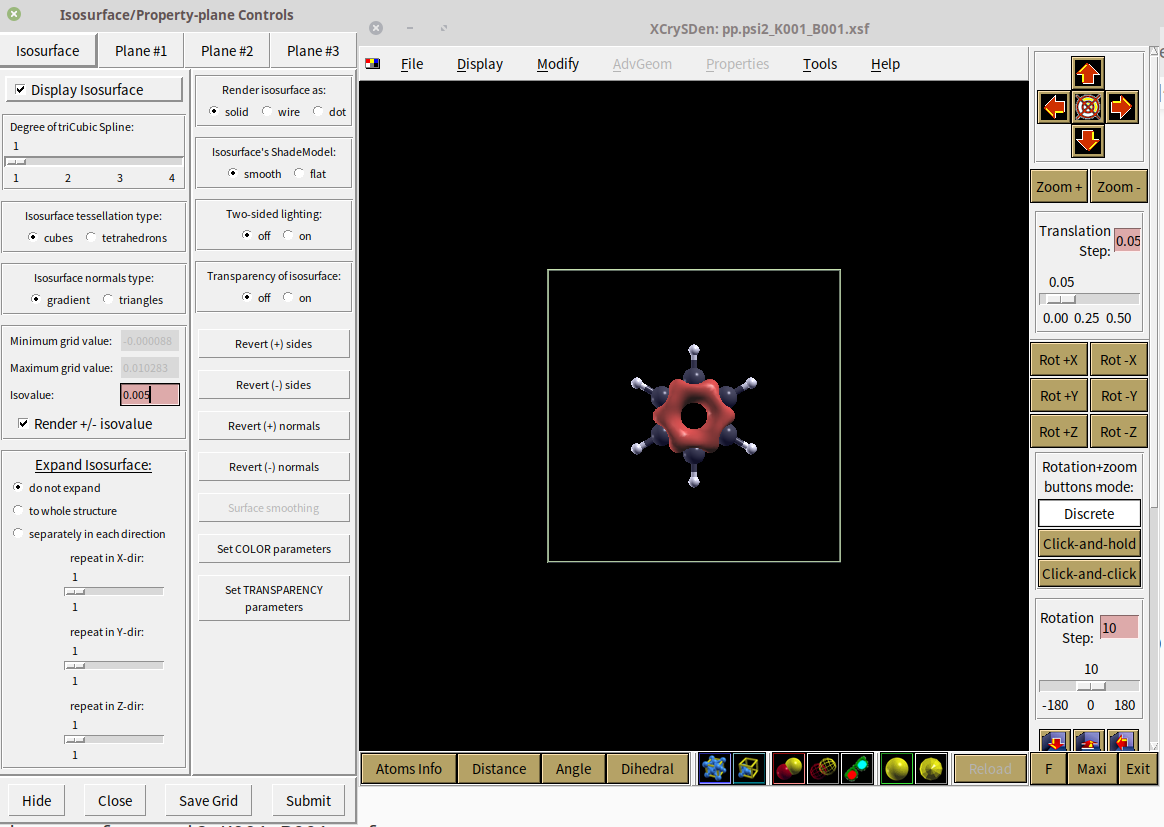 Isosurface/Property-plane Controls
Isosurface
Plane #1
Plane #2
Plane #3
Display Isosurface
Degree of triCubic Spline:
1
1 2 3 4
Isosurface tessellation type:
cubes tetrahedrons
Isosurface normals type:
gradient triangles
Minimum grid value: -0.000088
Maximum grid value: 0.010283
Isovalue: 0.005
Render +/- isovalue
Expand Isosurface:
do not expand
to whole structure
separately in each direction
repeat in X-dir:
1
1
repeat in Y-dir:
1
1
repeat in Z-dir:
1
1
Render isosurface as:
solid wire dot
Isosurface's ShadeModel:
smooth flat
Two-sided lighting:
off on
Transparency of isosurface:
off on
Revert (+) sides
Revert (-) sides
Revert (+) normals
Revert (-) normals
Surface smoothing
Set COLOR parameters
Set TRANSPARENCY
parameters
Hide
Close
Save Grid
Submit
XCrySDen: pp.psi2_K001_B001.xsf
File
Display
Modify
AdvGeom
Properties
Tools
Help
Zoom +
Zoom -
Translation
Step:
0.05
0.05
0.00 0.25 0.50
Rot +X
Rot -X
Rot +Y
Rot -Y
Rot +Z
Rot -Z
Rotation+zoom
buttons mode:
Discrete
Click-and-hold
Click-and-click
Rotation
Step:
10
10
-180 0 180
Atoms Info
Distance
Angle
Dihedral
Reload
F
Maxi
Exit